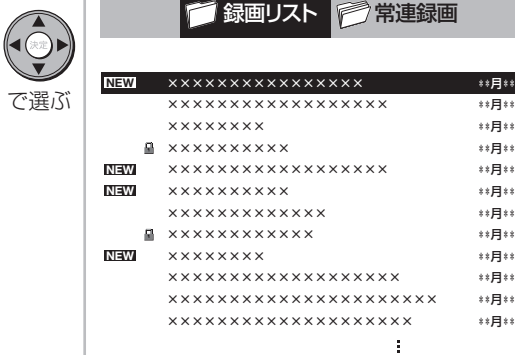 決定
で選ぶ
録画リスト 常連録画
NEW ×××××××××××××××× **月**
×××××××××××××××××× **月**
×××××××× **月**
×××××××××× **月**
NEW ×××××××××××××××××× **月**
NEW ×××××××××× **月**
××××××××××××× **月**
×××××××××××× **月**
NEW ×××××××× **月**
××××××××××××××××××× **月**
×××××××××××××××××××××× **月**
×××××××××××××××××××× **月**
⋮